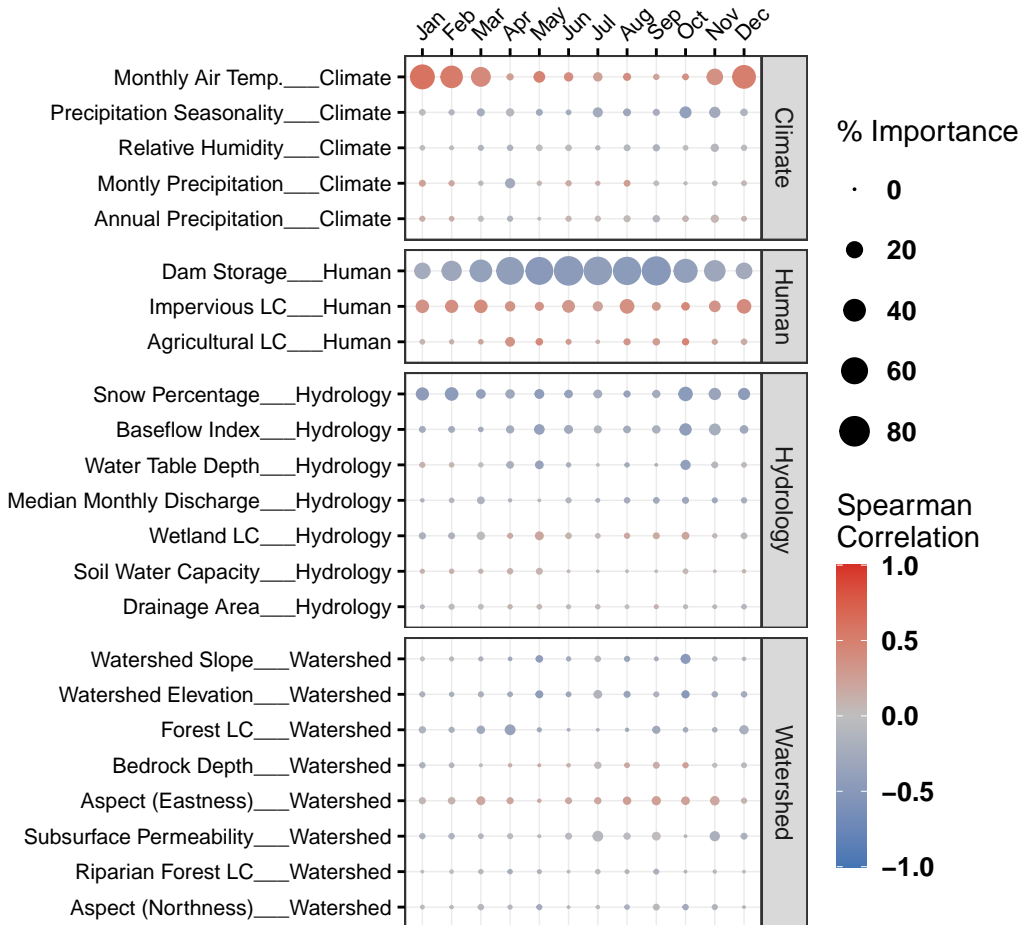 Jan Feb Mar Apr May Jun Jul Aug Sep Oct Nov Dec
Monthly Air Temp.___Climate
Precipitation Seasonality___Climate
Relative Humidity___Climate
Montly Precipitation___Climate
Annual Precipitation___Climate
Climate
Dam Storage___Human
Impervious LC___Human
Agricultural LC___Human
Human
Snow Percentage___Hydrology
Baseflow Index___Hydrology
Water Table Depth___Hydrology
Median Monthly Discharge___Hydrology
Wetland LC___Hydrology
Soil Water Capacity___Hydrology
Drainage Area___Hydrology
Hydrology
Watershed Slope___Watershed
Watershed Elevation___Watershed
Forest LC___Watershed
Bedrock Depth___Watershed
Aspect (Eastness)___Watershed
Subsurface Permeability___Watershed
Riparian Forest LC___Watershed
Aspect (Northness)___Watershed
Watershed
% Importance
0
20
40
60
80
Spearman
Correlation
1.0
0.5
0.0
−0.5
−1.0